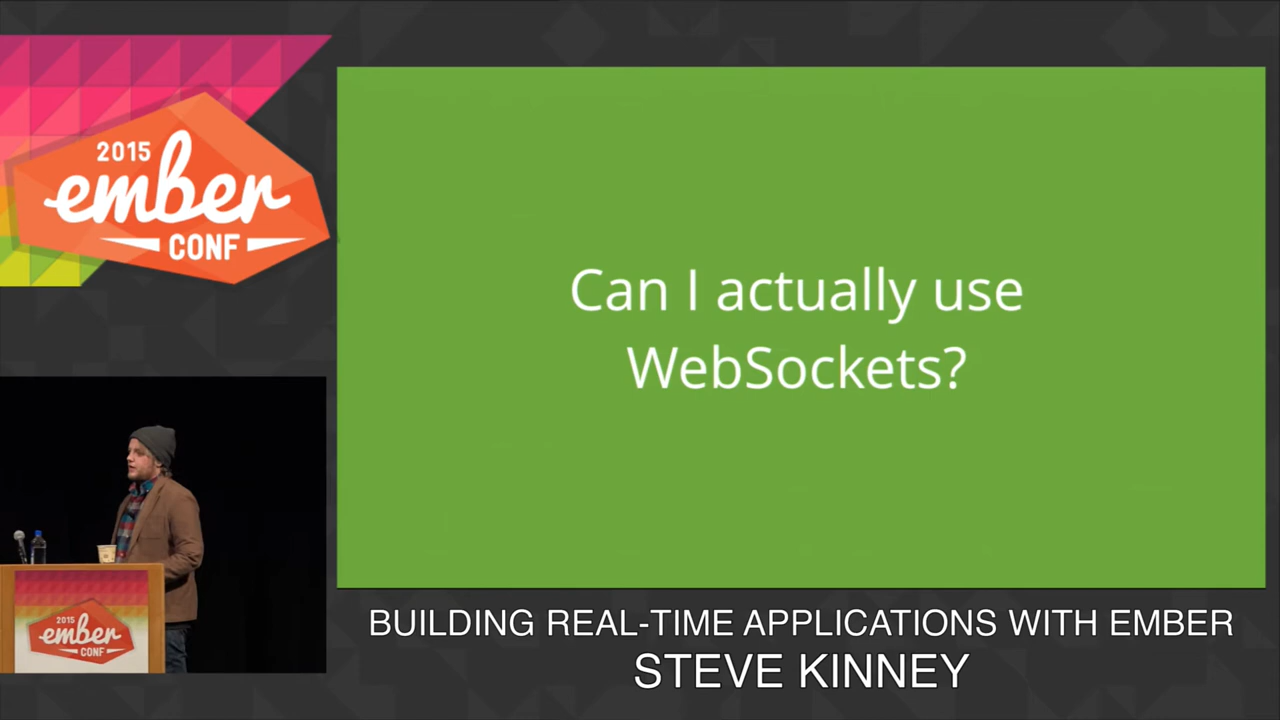 2015
ember
CONF
Can I actually use
WebSockets?
2015
ember
CONF
BUILDING REAL-TIME APPLICATIONS WITH EMBER
STEVE KINNEY